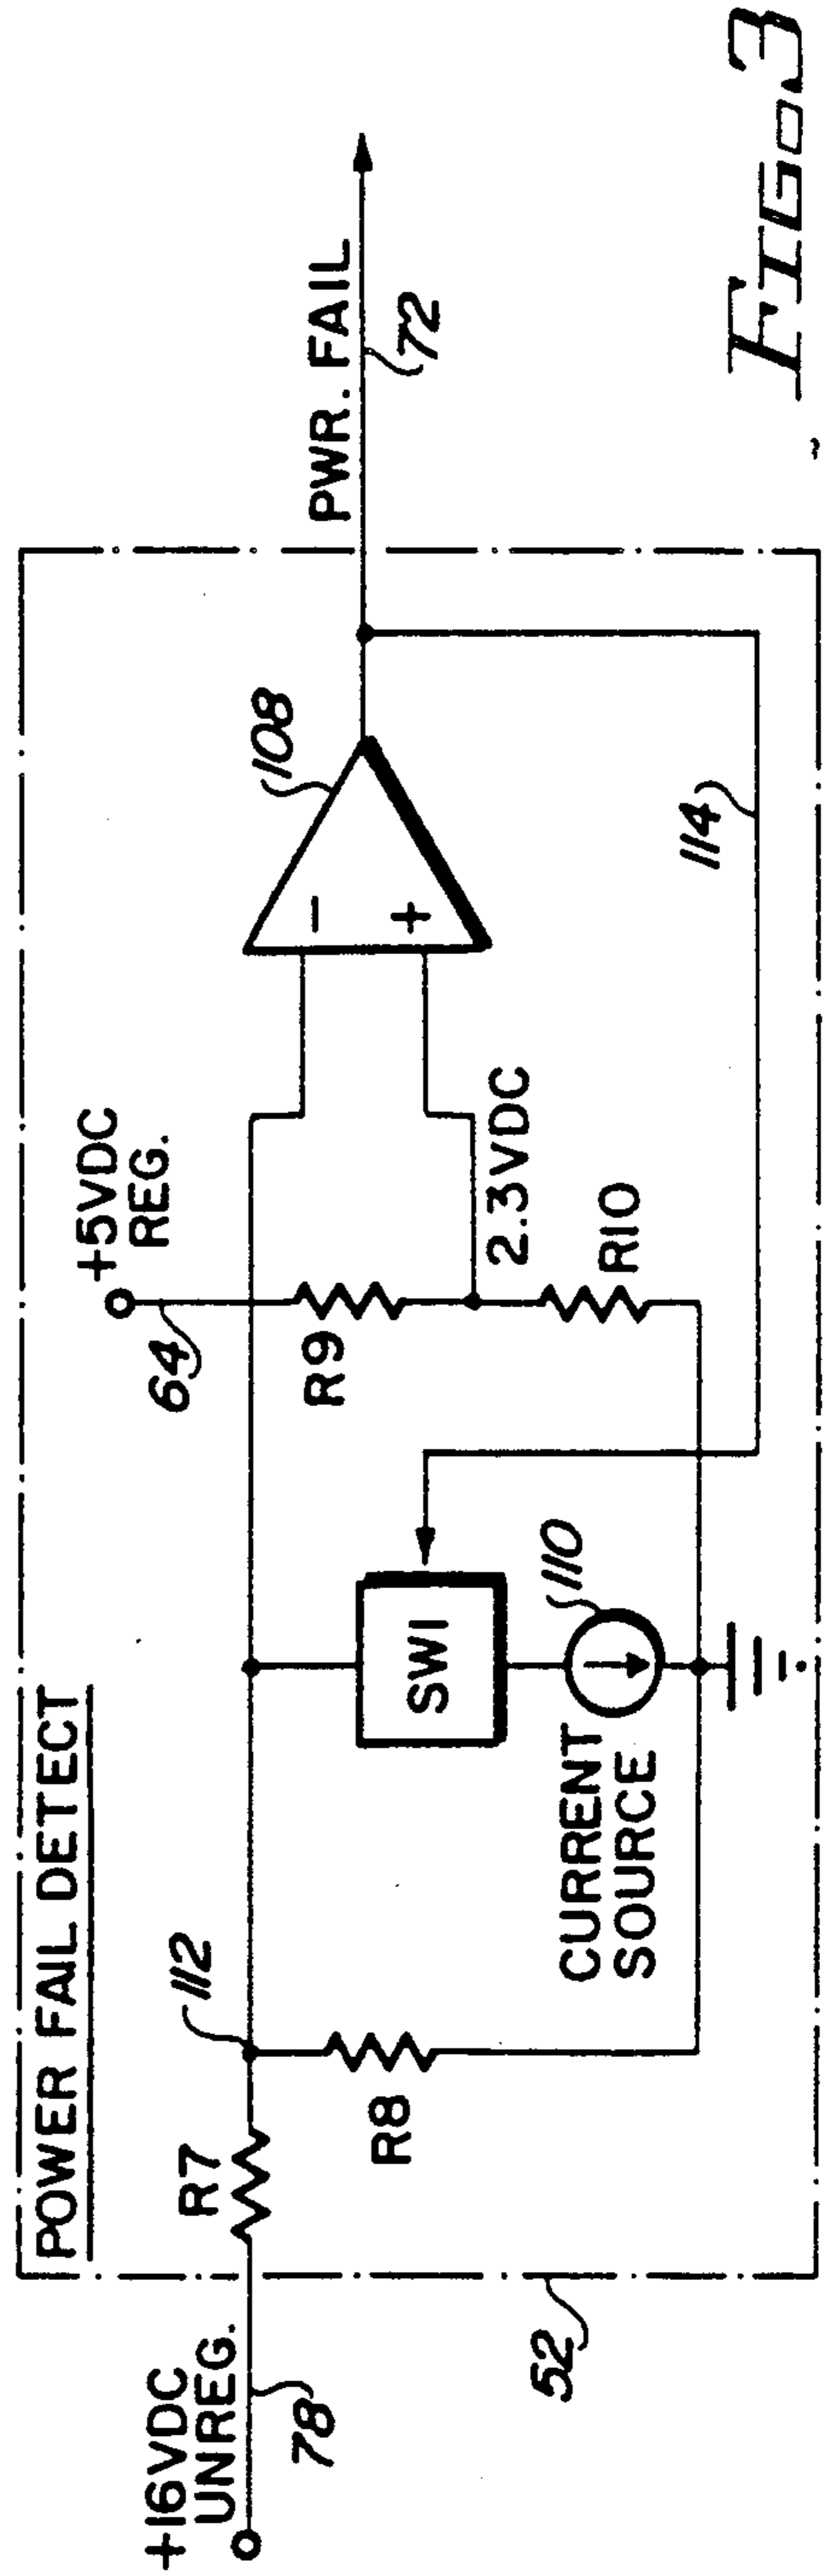 POWER FAIL DETECT
+16VDC
UNREG.
78
R7
112
R8
52
CURRENT
SOURCE
110
SW1
+5VDC
REG.
64
R9
2.3VDC
R10
-
+
108
114
PWR. FAIL
72
FIG. 3